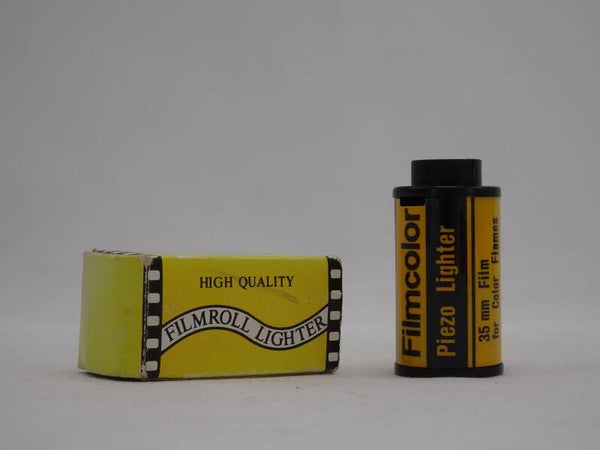 HIGH QUALITY
FILMROLL LIGHTER
Filmcolor
Piezo Lighter
35 mm Film
for Color Flames